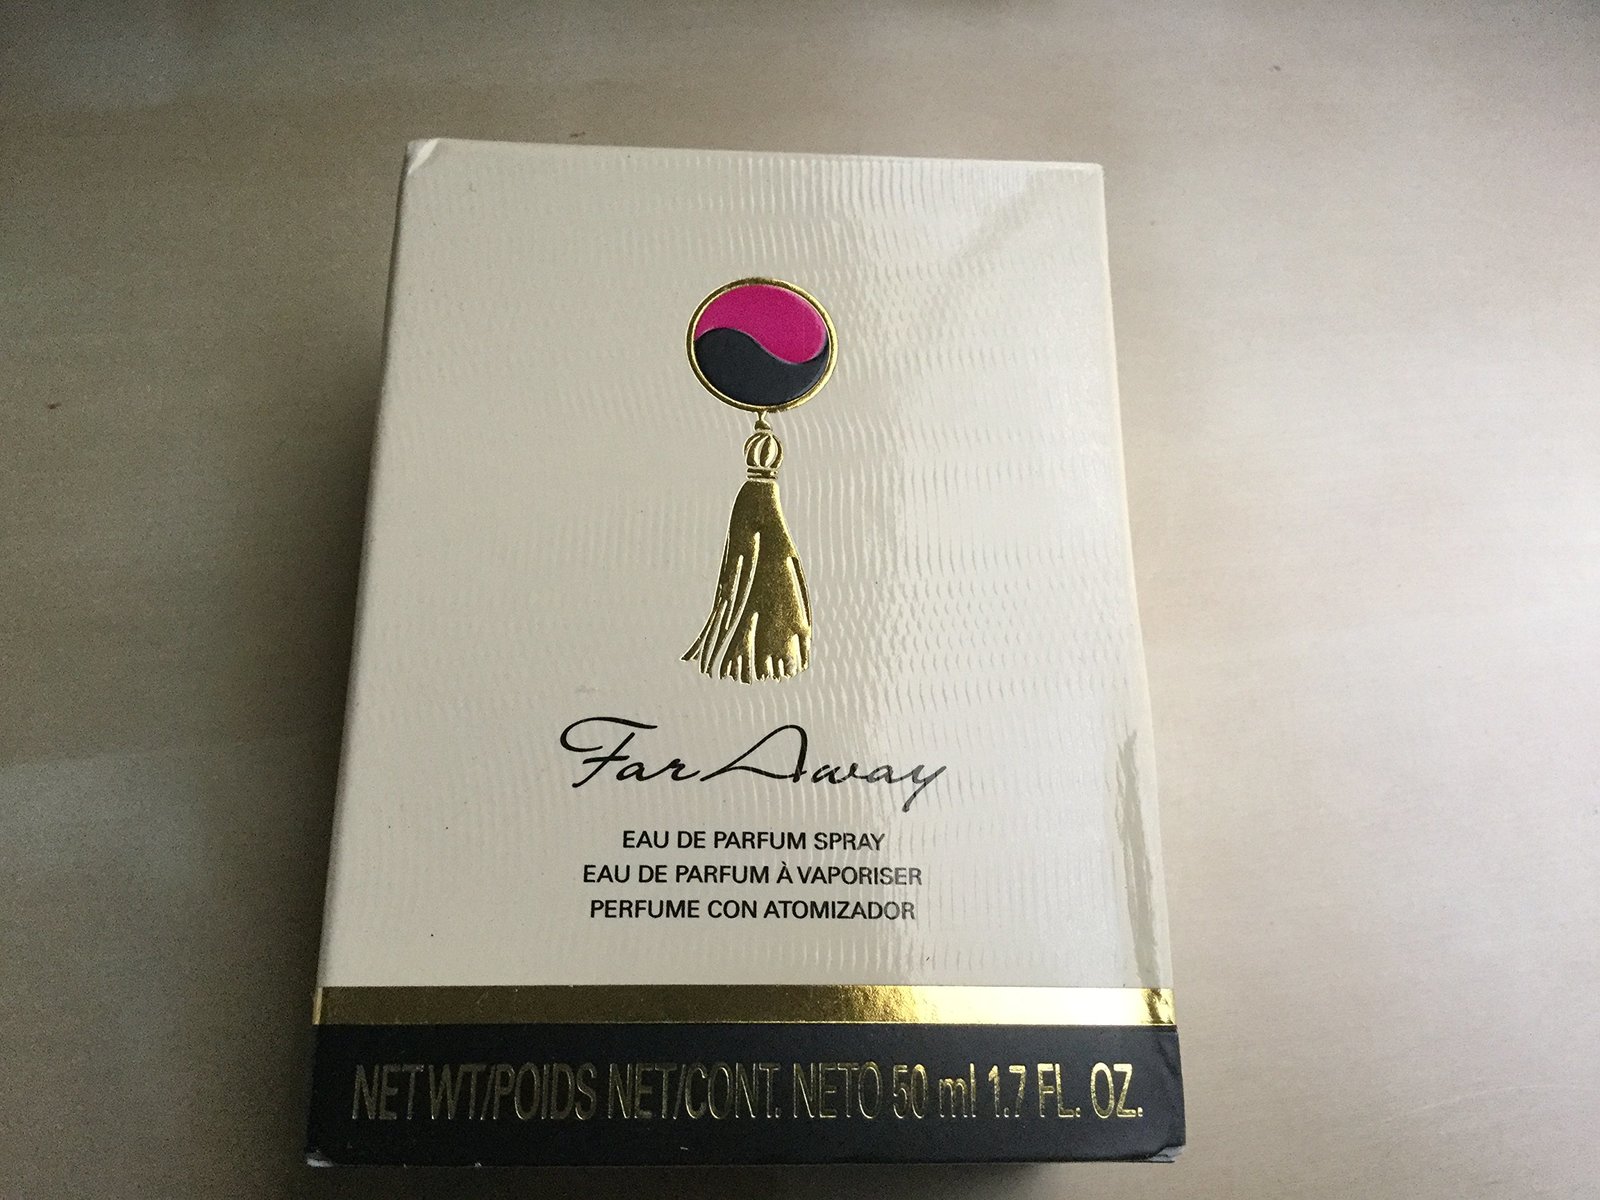 Far Away
EAU DE PARFUM SPRAY
EAU DE PARFUM À VAPORISER
PERFUME CON ATOMIZADOR
NET WT/POIDS NET/CONT. NETO 50 ml 1.7 FL. OZ.